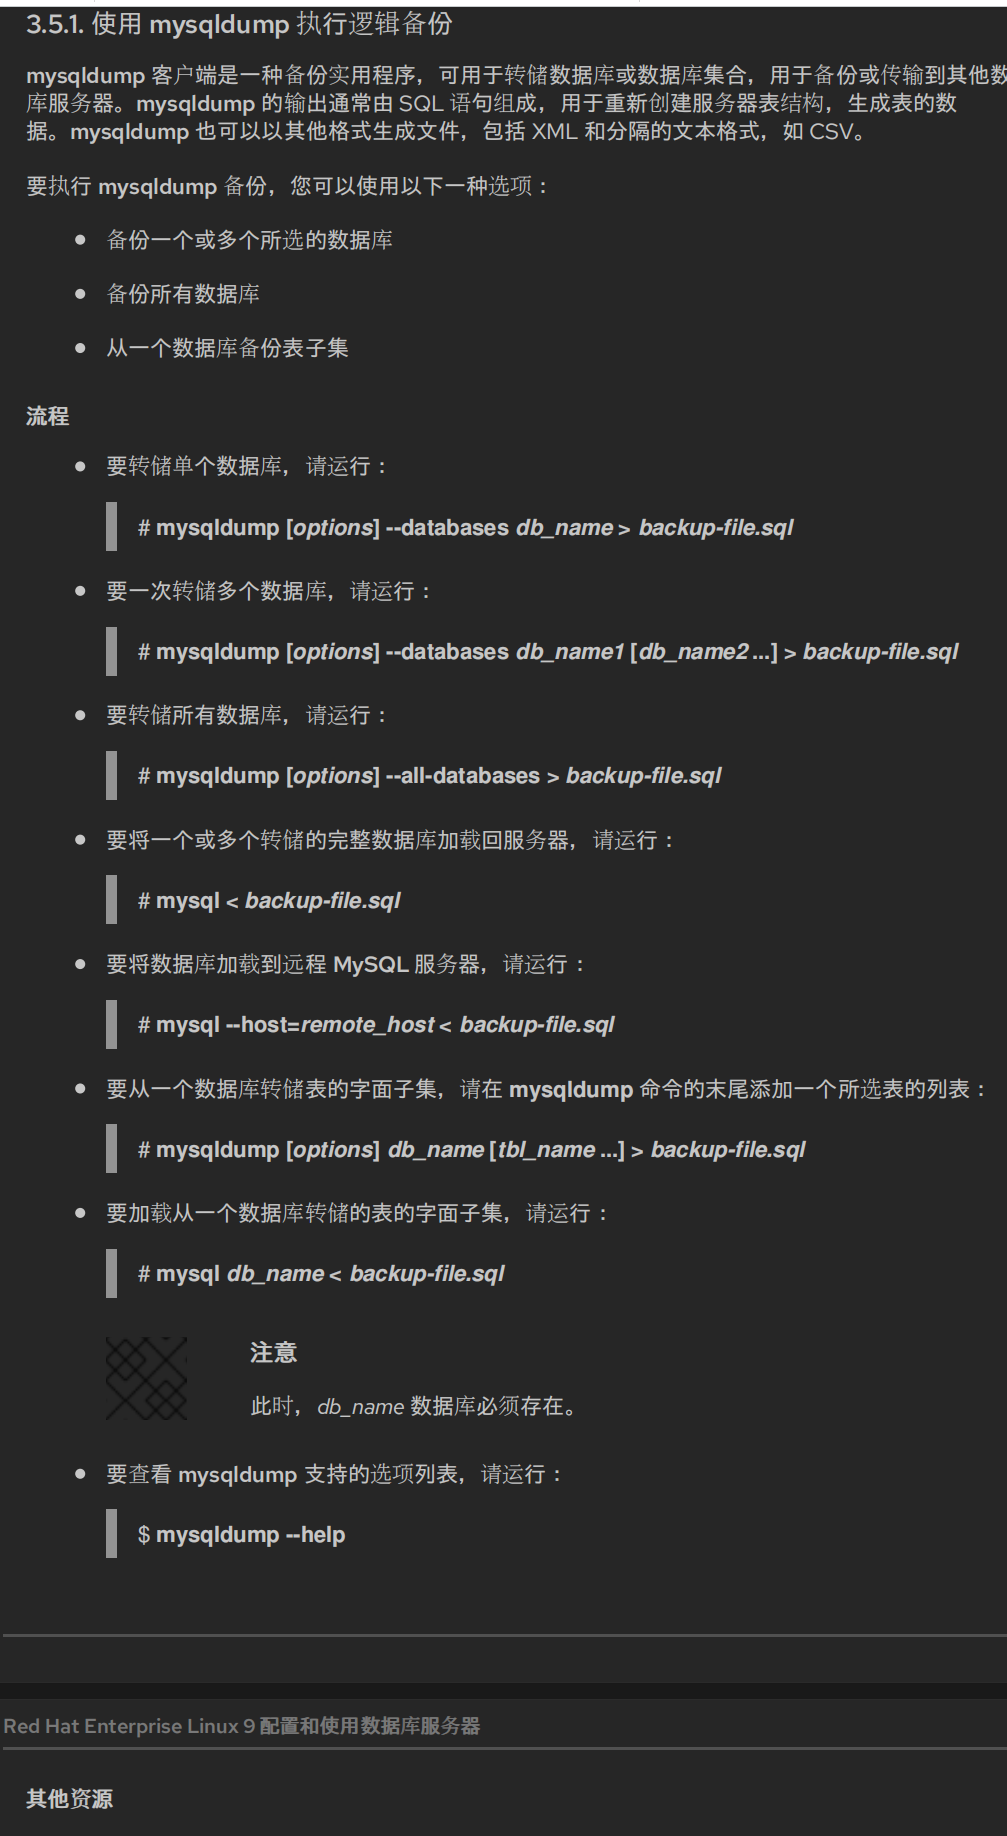 3.5.1. 使用 mysqldump 执行逻辑备份
mysqldump 客户端是一种备份实用程序，可用于转储数据库或数据库集合，用于备份或传输到其他数
库服务器。mysqldump 的输出通常由 SQL 语句组成，用于重新创建服务器表结构，生成表的数
据。mysqldump 也可以以其他格式生成文件，包括 XML 和分隔的文本格式，如 CSV。
要执行 mysqldump 备份，您可以使用以下一种选项：
● 备份一个或多个所选的数据库
● 备份所有数据库
● 从一个数据库备份表子集
流程
● 要转储单个数据库，请运行：
# mysqldump [options] --databases db_name > backup-file.sql
● 要一次转储多个数据库，请运行：
# mysqldump [options] --databases db_name1 [db_name2 ...] > backup-file.sql
● 要转储所有数据库，请运行：
# mysqldump [options] --all-databases > backup-file.sql
● 要将一个或多个转储的完整数据库加载回服务器，请运行：
# mysql < backup-file.sql
● 要将数据库加载到远程 MySQL 服务器，请运行：
# mysql --host=remote_host < backup-file.sql
● 要从一个数据库转储表的字面子集，请在 mysqldump 命令的末尾添加一个所选表的列表：
# mysqldump [options] db_name [tbl_name ...] > backup-file.sql
● 要加载从一个数据库转储的表的字面子集，请运行：
# mysql db_name < backup-file.sql
注意
此时，db_name 数据库必须存在。
● 要查看 mysqldump 支持的选项列表，请运行：
$ mysqldump --help
Red Hat Enterprise Linux 9 配置和使用数据库服务器
其他资源